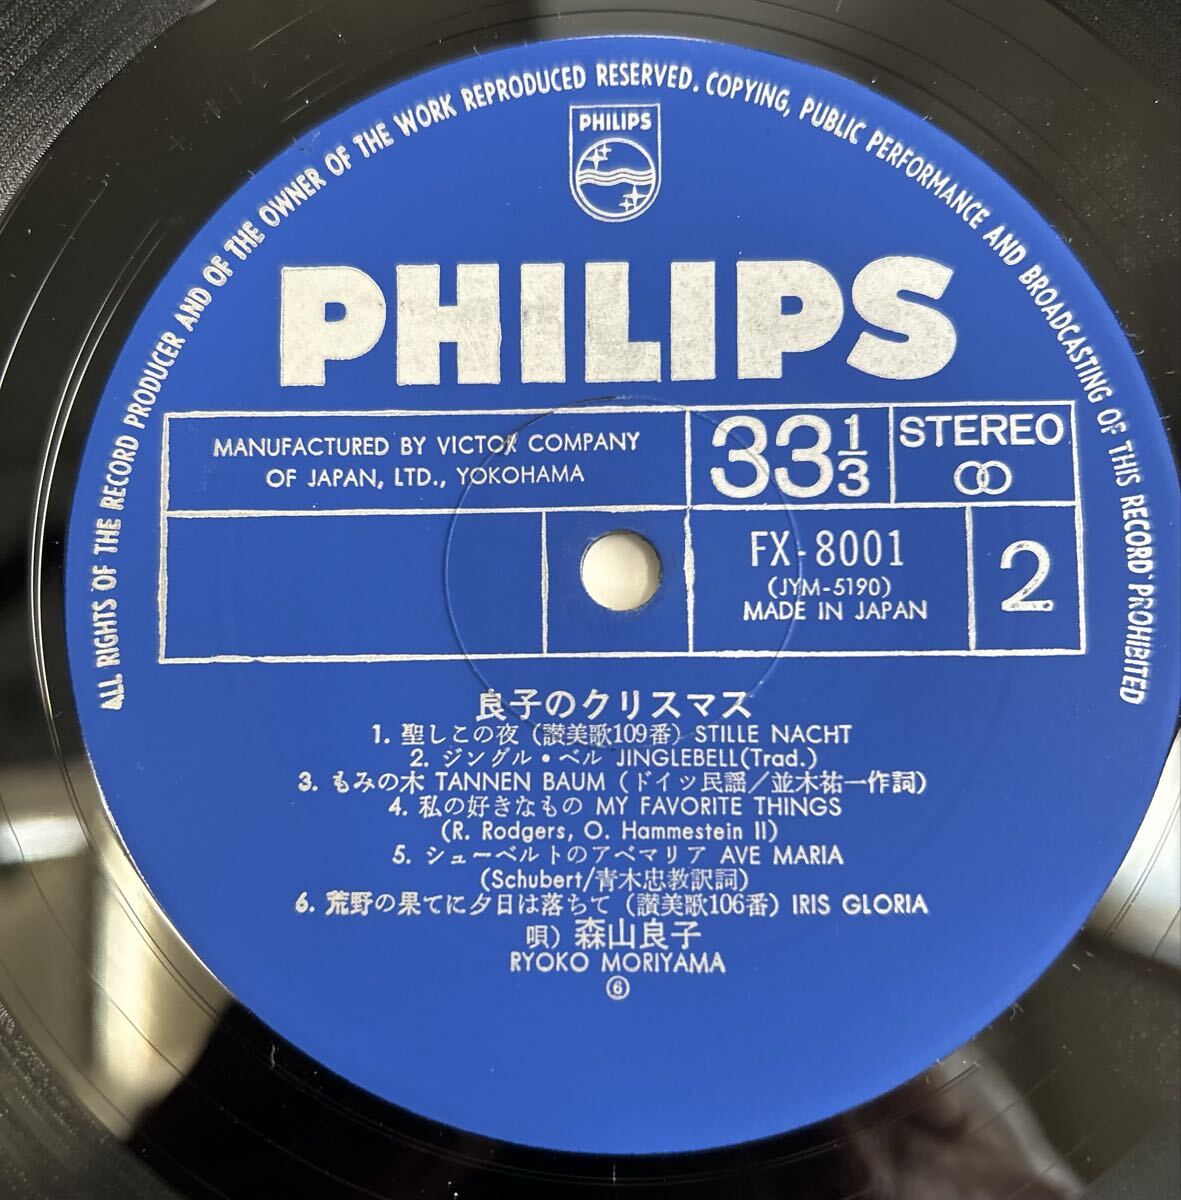 ALL RIGHTS OF THE RECORD PRODUCER AND OF THE OWNER OF THE WORK REPRODUCED RESERVED. COPYING, PUBLIC PERFORMANCE AND BROADCASTING OF THIS RECORD PROHIBITED
PHILIPS
PHILIPS
MANUFACTURED BY VICTOR COMPANY
OF JAPAN, LTD., YOKOHAMA
33 1/3
STEREO
FX-8001
(JYM-5190)
MADE IN JAPAN
2
良子のクリスマス
1. 聖しこの夜 (讃美歌109番) STILLE NACHT
2. ジングル・ベル JINGLEBELL(Trad.)
3. もみの木 TANNEN BAUM (ドイツ民謡/並木祐一作詞)
4. 私の好きなもの MY FAVORITE THINGS
(R. Rodgers, O. Hammestein II)
5. シューベルトのアベマリア AVE MARIA
(Schubert/青木忠教訳詞)
6. 荒野の果てに夕日は落ちて (讃美歌106番) IRIS GLORIA
唄) 森山良子
RYOKO MORIYAMA
⑥